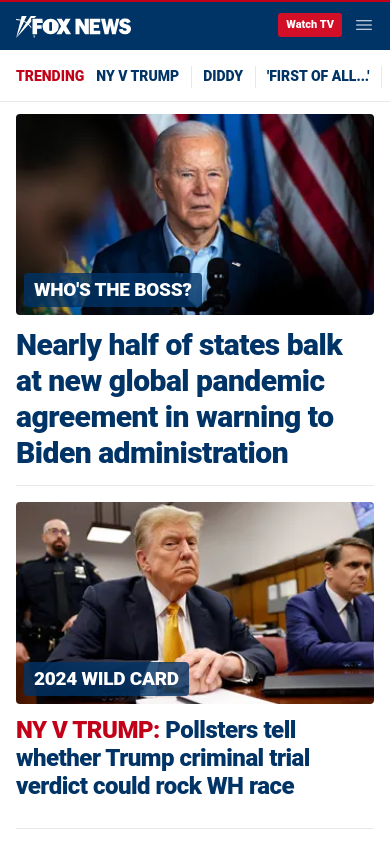 FOX NEWS
Watch TV
TRENDING NY V TRUMP DIDDY 'FIRST OF ALL...'
WHO'S THE BOSS?
Nearly half of states balk
at new global pandemic
agreement in warning to
Biden administration
2024 WILD CARD
NY V TRUMP: Pollsters tell
whether Trump criminal trial
verdict could rock WH race